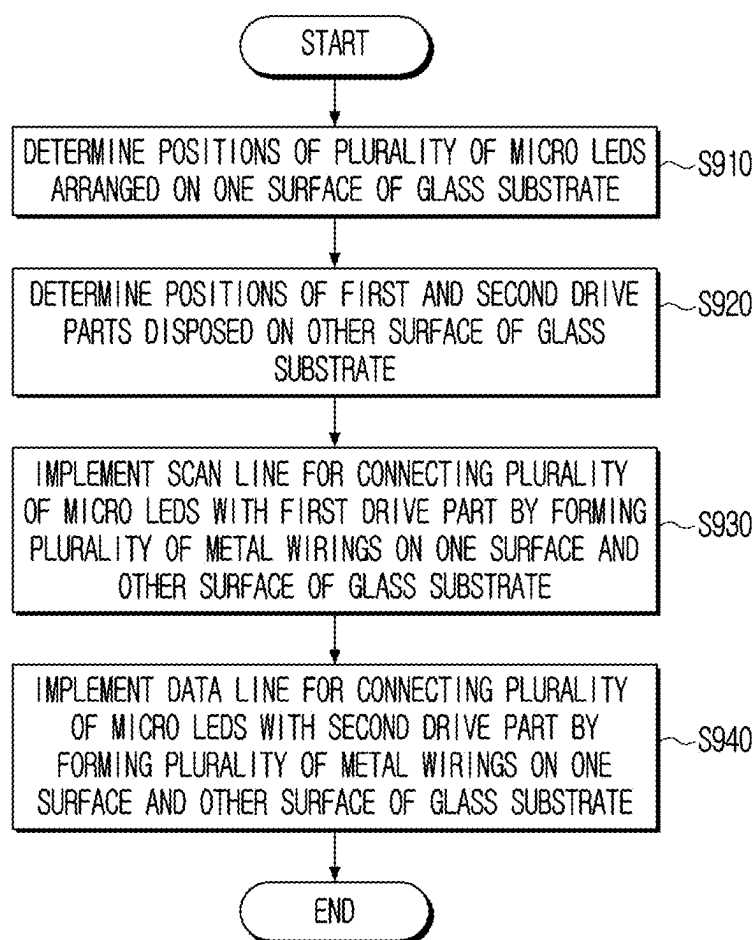 START
DETERMINE POSITIONS OF PLURALITY OF MICRO LEDS
ARRANGED ON ONE SURFACE OF GLASS SUBSTRATE
S910
DETERMINE POSITIONS OF FIRST AND SECOND DRIVE
PARTS DISPOSED ON OTHER SURFACE OF GLASS
SUBSTRATE
S920
IMPLEMENT SCAN LINE FOR CONNECTING PLURALITY
OF MICRO LEDS WITH FIRST DRIVE PART BY FORMING
PLURALITY OF METAL WIRINGS ON ONE SURFACE AND
OTHER SURFACE OF GLASS SUBSTRATE
S930
IMPLEMENT DATA LINE FOR CONNECTING PLURALITY
OF MICRO LEDS WITH SECOND DRIVE PART BY
FORMING PLURALITY OF METAL WIRINGS ON ONE
SURFACE AND OTHER SURFACE OF GLASS SUBSTRATE
S940
END